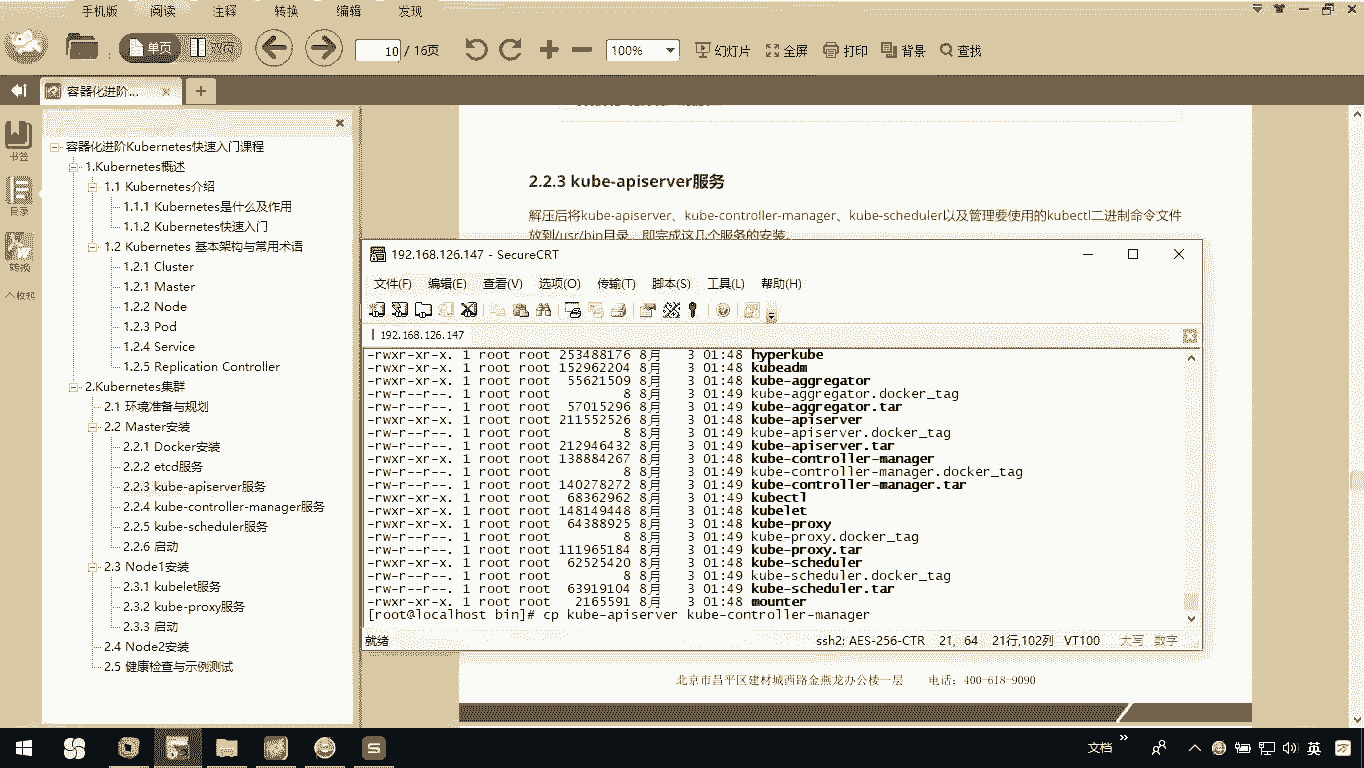 手机版 阅读 注释 转换 编辑 发现
单页 双页 10 / 16页 100% 幻灯片 全屏 打印 背景 查找
容器化进阶...
书签
目录
转换
收起
容器化进阶Kubernetes快速入门课程
1.Kubernetes概述
1.1 Kubernetes介绍
1.1.1 Kubernetes是什么及作用
1.1.2 Kubernetes快速入门
1.2 Kubernetes 基本架构与常用术语
1.2.1 Cluster
1.2.1 Master
1.2.2 Node
1.2.3 Pod
1.2.4 Service
1.2.5 Replication Controller
2.Kubernetes集群
2.1 环境准备与规划
2.2 Master安装
2.2.1 Docker安装
2.2.2 etcd服务
2.2.3 kube-apiserver服务
2.2.4 kube-controller-manager服务
2.2.5 kube-scheduler服务
2.2.6 启动
2.3 Node1安装
2.3.1 kubelet服务
2.3.2 kube-proxy服务
2.3.3 启动
2.4 Node2安装
2.5 健康检查与示例测试
2.2.3 kube-apiserver服务
解压后将kube-apiserver、kube-controller-manager、kube-scheduler以及管理要使用的kubectl二进制命令文件
放到/usr/bin目录，即完成这几个服务的安装。
192.168.126.147 - SecureCRT
文件(F) 编辑(E) 查看(V) 选项(O) 传输(T) 脚本(S) 工具(L) 帮助(H)
192.168.126.147
-rwxr-xr-x. 1 root root 253488176 8月 3 01:48 hyperkube
-rwxr-xr-x. 1 root root 152962204 8月 3 01:48 kubeadm
-rwxr-xr-x. 1 root root 55621509 8月 3 01:48 kube-aggregator
-rw-r--r--. 1 root root 8 8月 3 01:49 kube-aggregator.docker_tag
-rw-r--r--. 1 root root 57015296 8月 3 01:49 kube-aggregator.tar
-rwxr-xr-x. 1 root root 211552526 8月 3 01:48 kube-apiserver
-rw-r--r--. 1 root root 8 8月 3 01:49 kube-apiserver.docker_tag
-rw-r--r--. 1 root root 212946432 8月 3 01:49 kube-apiserver.tar
-rwxr-xr-x. 1 root root 138884267 8月 3 01:48 kube-controller-manager
-rw-r--r--. 1 root root 8 8月 3 01:49 kube-controller-manager.docker_tag
-rw-r--r--. 1 root root 140278272 8月 3 01:49 kube-controller-manager.tar
-rwxr-xr-x. 1 root root 68362962 8月 3 01:48 kubectl
-rwxr-xr-x. 1 root root 148149448 8月 3 01:48 kubelet
-rwxr-xr-x. 1 root root 64388925 8月 3 01:48 kube-proxy
-rw-r--r--. 1 root root 8 8月 3 01:49 kube-proxy.docker_tag
-rw-r--r--. 1 root root 111965184 8月 3 01:49 kube-proxy.tar
-rwxr-xr-x. 1 root root 62525420 8月 3 01:48 kube-scheduler
-rw-r--r--. 1 root root 8 8月 3 01:49 kube-scheduler.docker_tag
-rw-r--r--. 1 root root 63919104 8月 3 01:49 kube-scheduler.tar
-rwxr-xr-x. 1 root root 2165591 8月 3 01:48 mounter
[root@localhost bin]# cp kube-apiserver kube-controller-manager
就绪 ssh2: AES-256-CTR 21, 64 21行,102列 VT100 大写 数字
北京市昌平区建材城西路金燕龙办公楼一层 电话：400-618-9090
文档 英